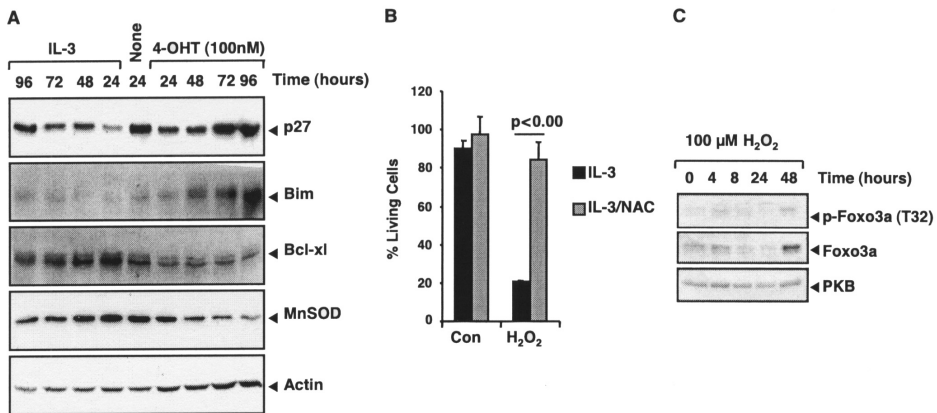 A
IL-3
None
4-OHT (100nM)
96 72 48 24 24 24 48 72 96 Time (hours)
p27
Bim
Bcl-xl
MnSOD
Actin
B
% Living Cells
120
100
80
60
40
20
0
p<0.00
IL-3
IL-3/NAC
Con H₂O₂
C
100 µM H₂O₂
0 4 8 24 48 Time (hours)
p-Foxo3a (T32)
Foxo3a
PKB